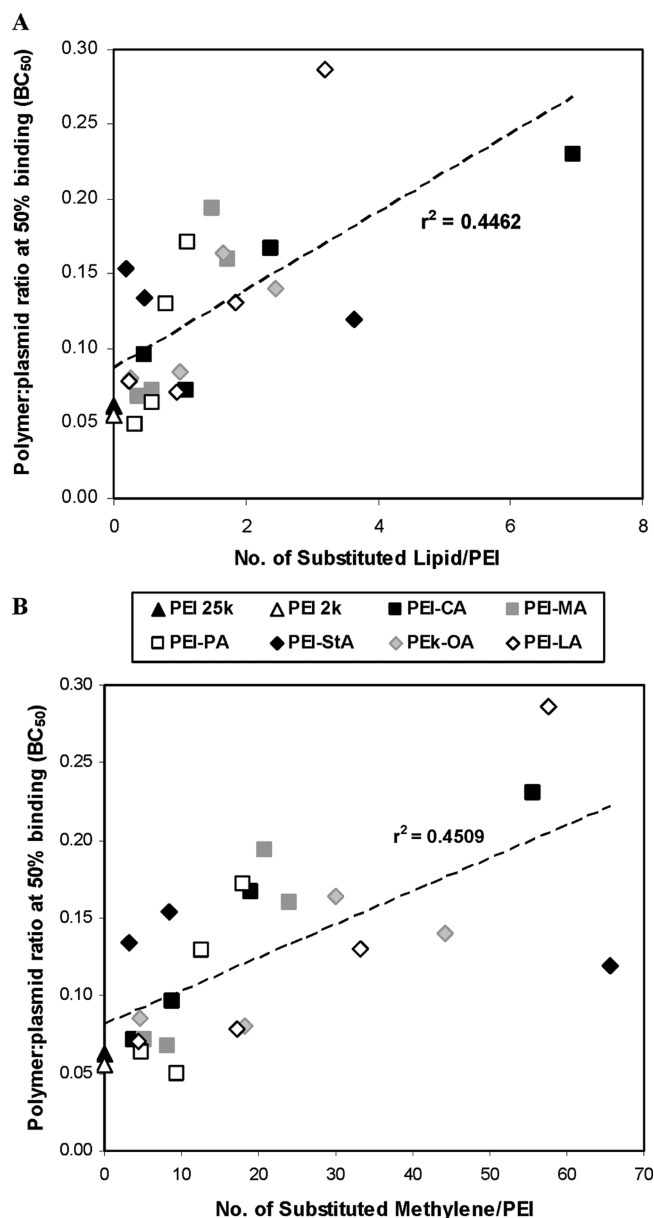 A
Polymer:plasmid ratio at 50% binding (BC50)
0.30
0.25
0.20
0.15
0.10
0.05
0.00
r2 = 0.4462
0 2 4 6 8
No. of Substituted Lipid/PEI
B
PEI 25k PEI 2k PEI-CA PEI-MA
PEI-PA PEI-StA PEk-OA PEI-LA
Polymer:plasmid ratio at 50% binding (BC50)
0.30
0.25
0.20
0.15
0.10
0.05
0.00
r2 = 0.4509
0 10 20 30 40 50 60 70
No. of Substituted Methylene/PEI